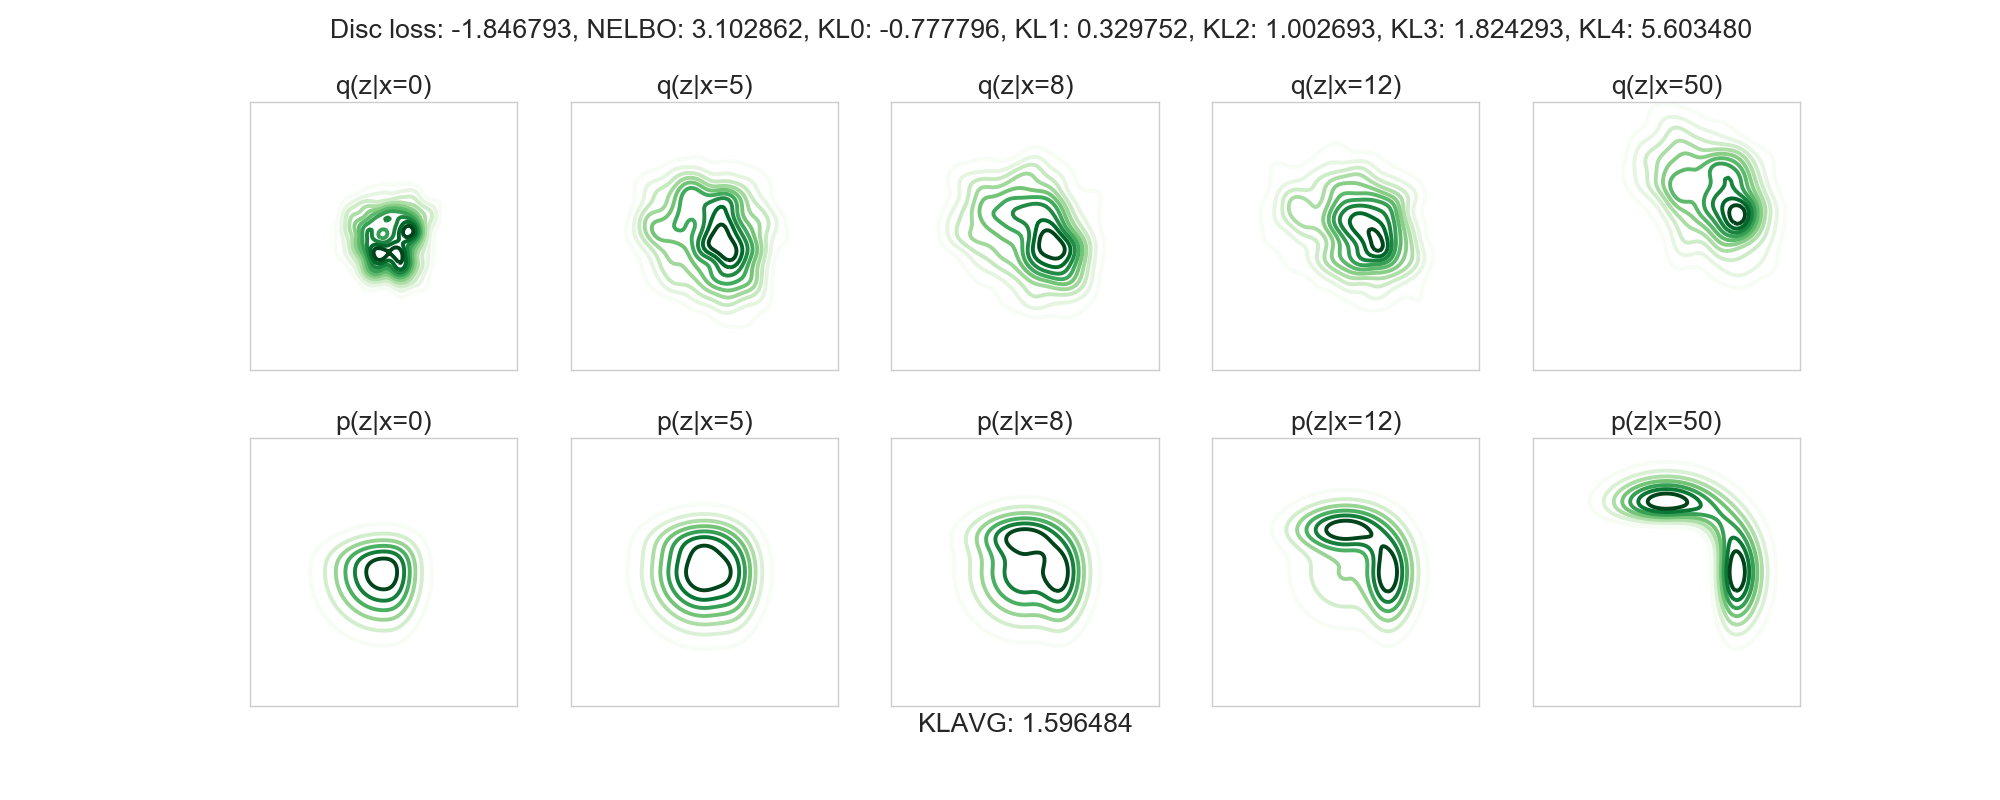 Disc loss: -1.846793, NELBO: 3.102862, KL0: -0.777796, KL1: 0.329752, KL2: 1.002693, KL3: 1.824293, KL4: 5.603480
q(z|x=0) q(z|x=5) q(z|x=8) q(z|x=12) q(z|x=50)
p(z|x=0) p(z|x=5) p(z|x=8) p(z|x=12) p(z|x=50)
KLAVG: 1.596484